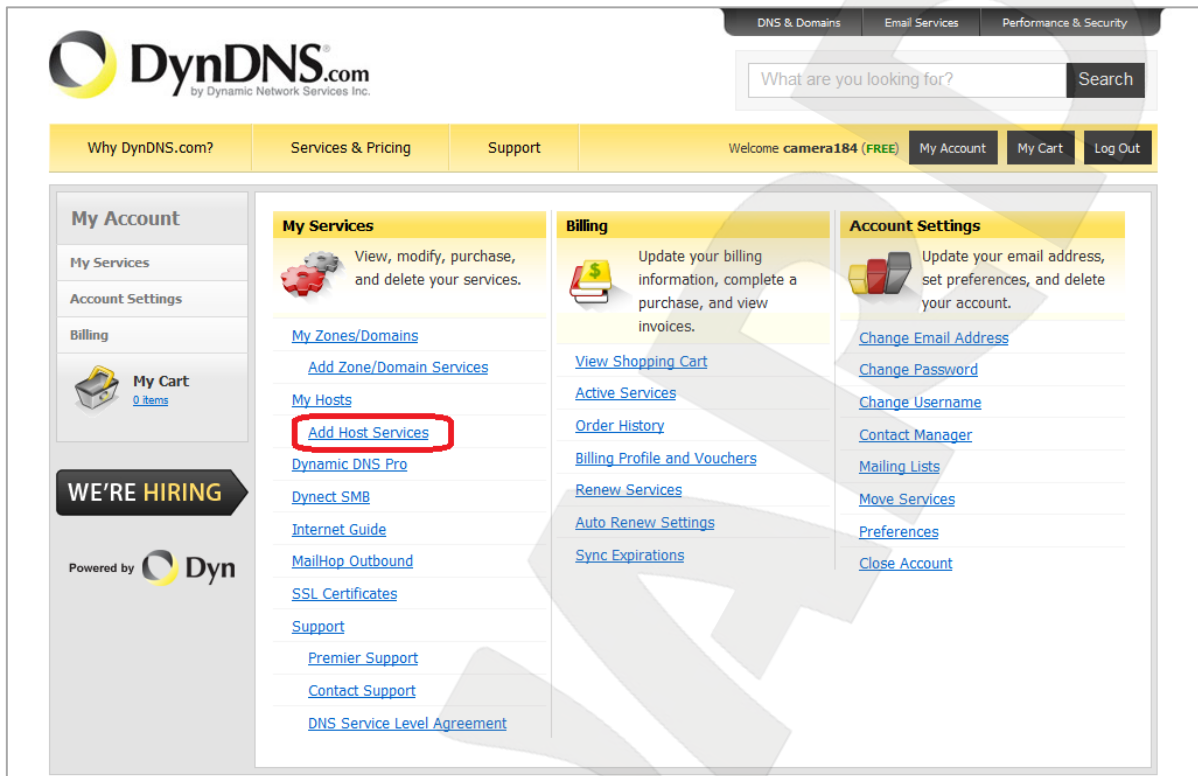 DNS & Domains Email Services Performance & Security
DynDNS.com
by Dynamic Network Services Inc.
What are you looking for? Search
Why DynDNS.com? Services & Pricing Support Welcome camera184 (FREE) My Account My Cart Log Out
My Account
My Services
Account Settings
Billing
My Cart
0 items
WE'RE HIRING
Powered by Dyn
My Services
View, modify, purchase,
and delete your services.
My Zones/Domains
Add Zone/Domain Services
My Hosts
Add Host Services
Dynamic DNS Pro
Dynect SMB
Internet Guide
MailHop Outbound
SSL Certificates
Support
Premier Support
Contact Support
DNS Service Level Agreement
Billing
Update your billing
information, complete a
purchase, and view
invoices.
View Shopping Cart
Active Services
Order History
Billing Profile and Vouchers
Renew Services
Auto Renew Settings
Sync Expirations
Account Settings
Update your email address,
set preferences, and delete
your account.
Change Email Address
Change Password
Change Username
Contact Manager
Mailing Lists
Move Services
Preferences
Close Account